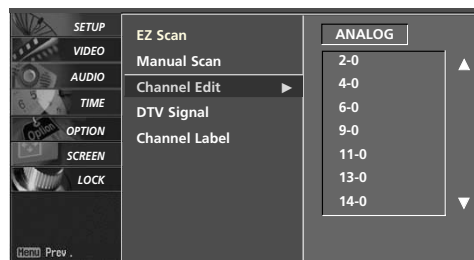 SETUP
VIDEO
AUDIO
TIME
OPTION
SCREEN
LOCK
Menu Prev.
EZ Scan
Manual Scan
Channel Edit ▶
DTV Signal
Channel Label
ANALOG
2-0
4-0
6-0
9-0
11-0
13-0
14-0